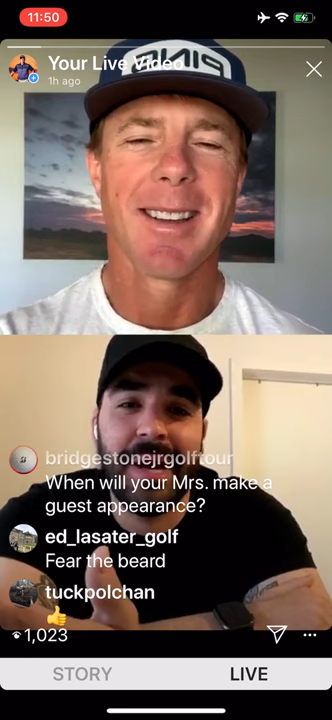 11:50
PING
Your Live Video
1h ago
bridgestonejrgolftour
When will your Mrs. make a
guest appearance?
ed_lasater_golf
Fear the beard
tuckpolchan
👍
1,023
STORY
LIVE